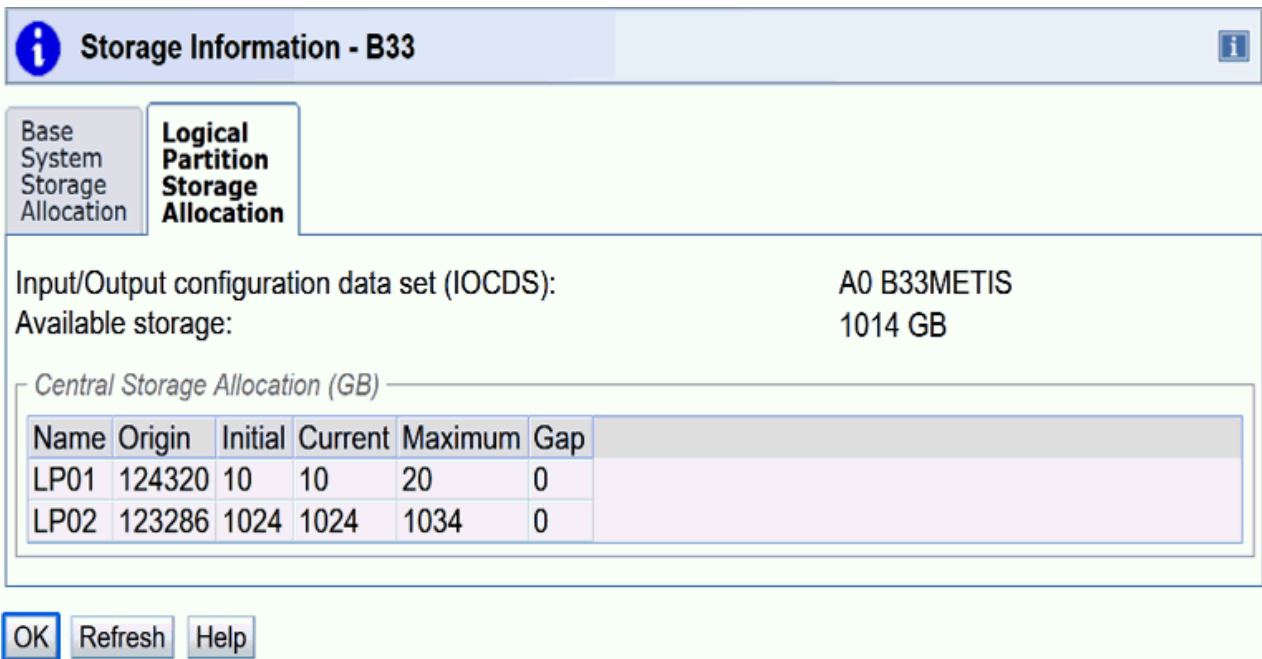 Storage Information - B33
Base
System
Storage
Allocation
Logical
Partition
Storage
Allocation
Input/Output configuration data set (IOCDS): A0 B33METIS
Available storage: 1014 GB
Central Storage Allocation (GB)
Name Origin Initial Current Maximum Gap
LP01 124320 10 10 20 0
LP02 123286 1024 1024 1034 0
OK Refresh Help